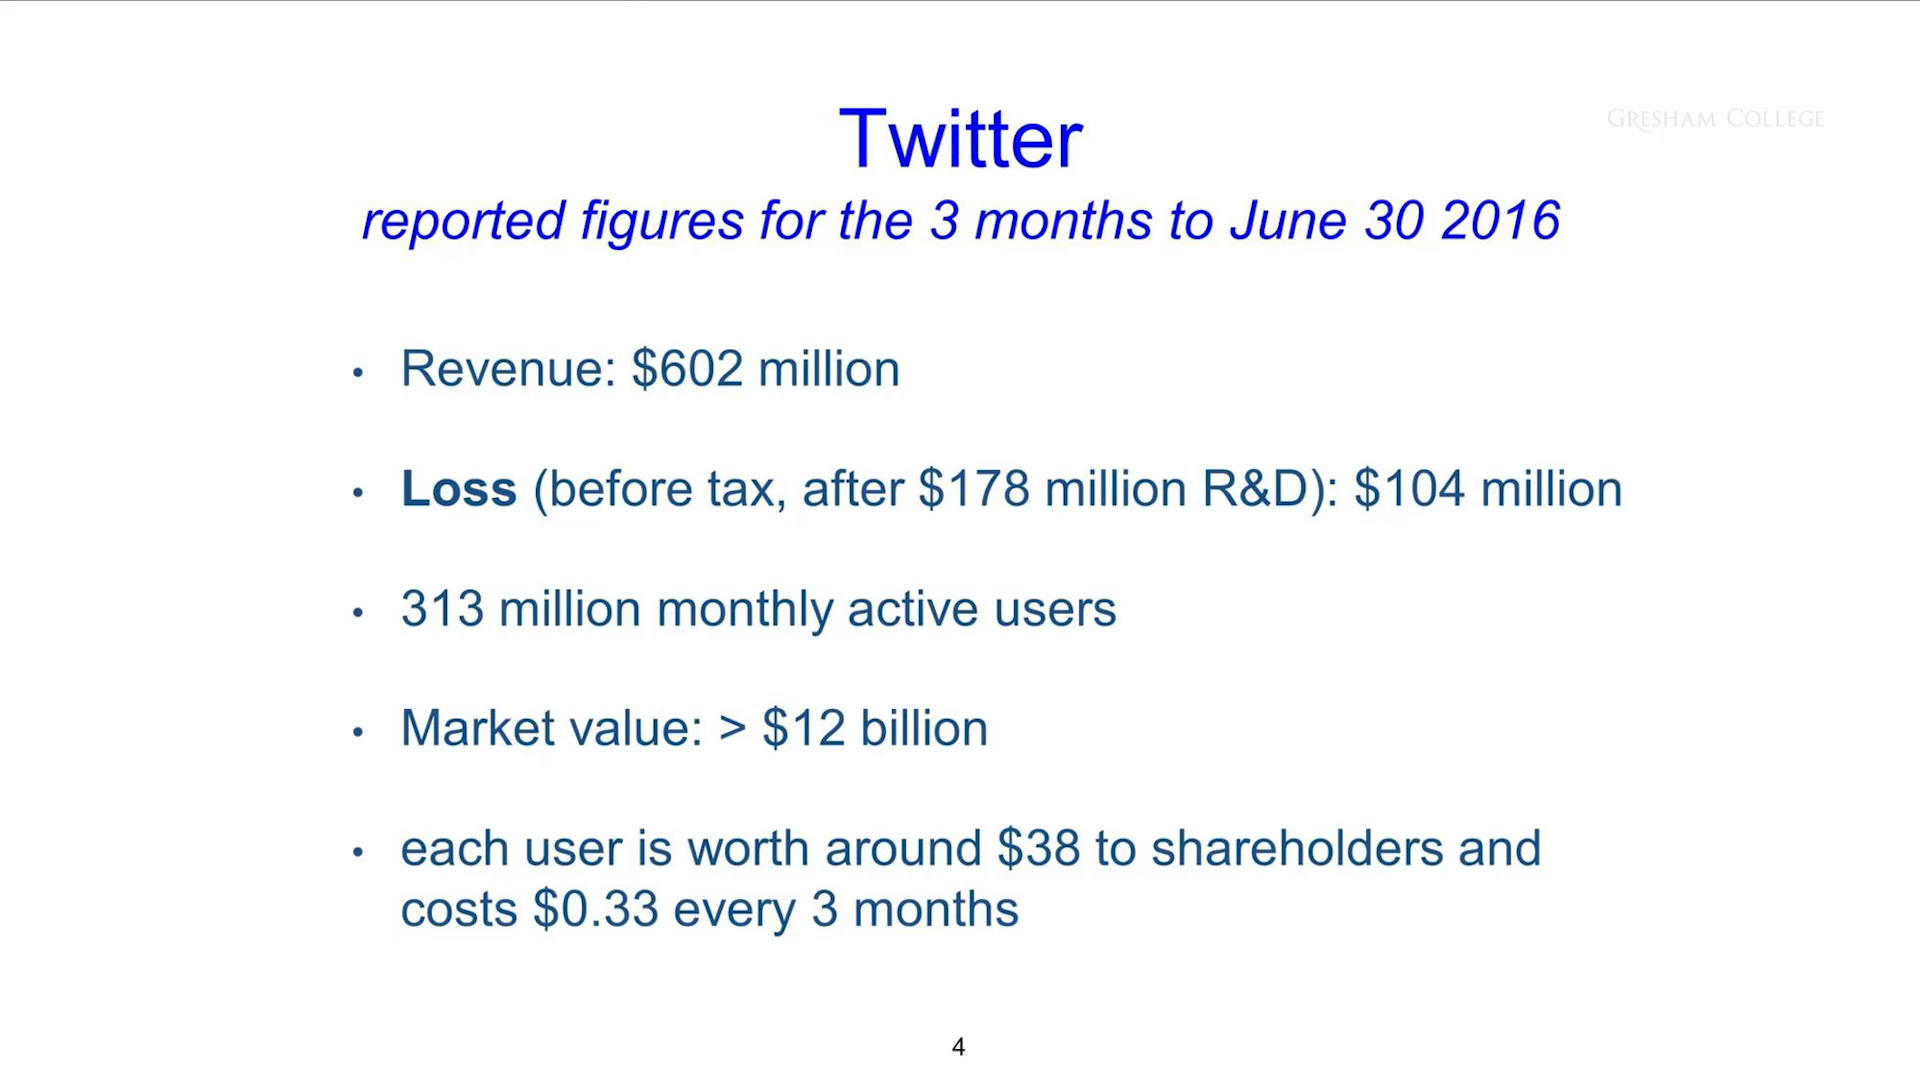 GRESHAM COLLEGE
Twitter
reported figures for the 3 months to June 30 2016
• Revenue: $602 million
• Loss (before tax, after $178 million R&D): $104 million
• 313 million monthly active users
• Market value: > $12 billion
• each user is worth around $38 to shareholders and
costs $0.33 every 3 months
4